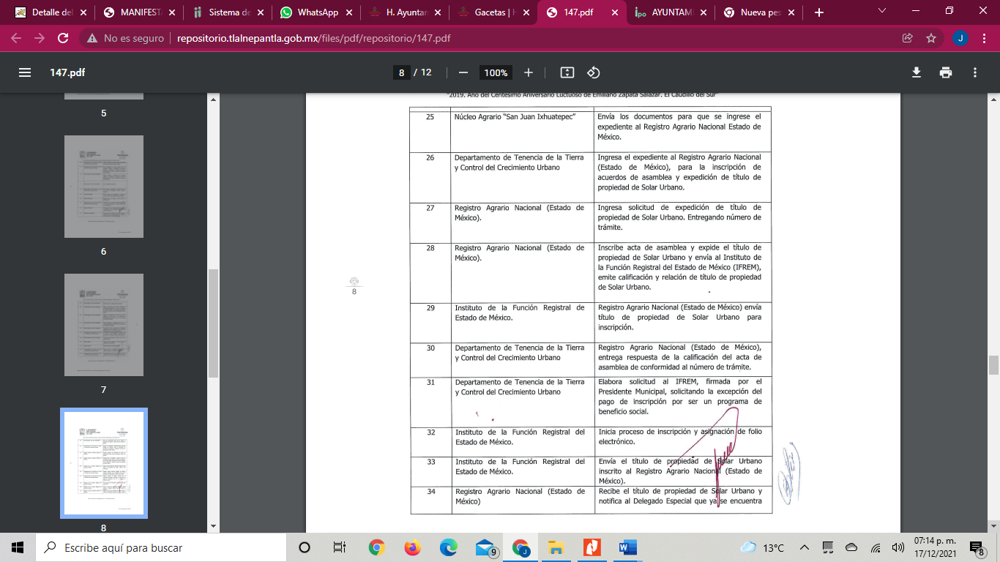 Detalle del
MANIFESTA
Sistema de
WhatsApp
H. Ayuntan
Gacetas | H
147.pdf
AYUNTAMI
Nueva pes
No es seguro
repositorio.tlalnepantla.gob.mx/files/pdf/repositorio/147.pdf
J
147.pdf
8 / 12
100%
5
6
7
8
"2019. Año del Centésimo Aniversario Luctuoso de Emiliano Zapata Salazar. El Caudillo del Sur"
25 Núcleo Agrario "San Juan Ixhuatepec" Envía los documentos para que se ingrese el
expediente al Registro Agrario Nacional Estado de
México.
26 Departamento de Tenencia de la Tierra Ingresa el expediente al Registro Agrario Nacional
y Control del Crecimiento Urbano (Estado de México), para la inscripción de
acuerdos de asamblea y expedición de título de
propiedad de Solar Urbano.
27 Registro Agrario Nacional (Estado de Ingresa solicitud de expedición de título de
México). propiedad de Solar Urbano. Entregando número de
trámite.
28 Registro Agrario Nacional (Estado de Inscribe acta de asamblea y expide el título de
México). propiedad de Solar Urbano y envía al Instituto de
la Función Registral del Estado de México (IFREM),
emite calificación y relación de título de propiedad
de Solar Urbano.
8
29 Instituto de la Función Registral de Registro Agrario Nacional (Estado de México) envía
Estado de México. título de propiedad de Solar Urbano para
inscripción.
30 Departamento de Tenencia de la Tierra Registro Agrario Nacional (Estado de México),
y Control del Crecimiento Urbano entrega respuesta de la calificación del acta de
asamblea de conformidad al número de trámite.
31 Departamento de Tenencia de la Tierra Elabora solicitud al IFREM, firmada por el
y Control del Crecimiento Urbano Presidente Municipal, solicitando la excepción del
pago de inscripción por ser un programa de
beneficio social.
32 Instituto de la Función Registral del Inicia proceso de inscripción y asignación de folio
Estado de México. electrónico.
33 Instituto de la Función Registral del Envía el título de propiedad de Solar Urbano
Estado de México. inscrito al Registro Agrario Nacional (Estado de
México).
34 Registro Agrario Nacional (Estado de Recibe el título de propiedad de Solar Urbano y
México) notifica al Delegado Especial que ya se encuentra
Escribe aquí para buscar
9
J
13°C
07:14 p. m.
17/12/2021
8